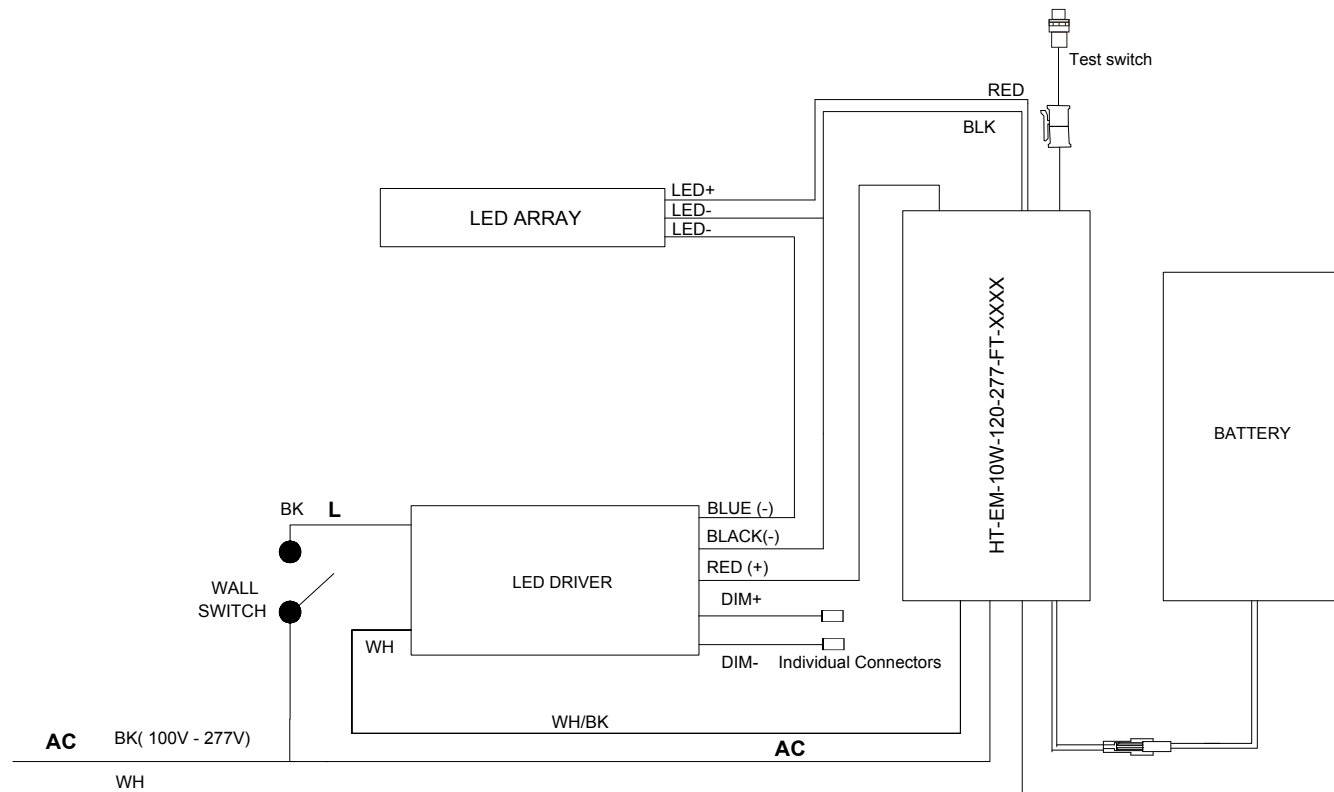 Test switch
RED
BLK
LED+
LED-
LED-
LED ARRAY
HT-EM-10W-120-277-FT-XXXX
BATTERY
BK L
WALL
SWITCH
LED DRIVER
BLUE (-)
BLACK(-)
RED (+)
DIM+
DIM- Individual Connectors
WH
WH/BK
AC BK( 100V - 277V)
AC
WH